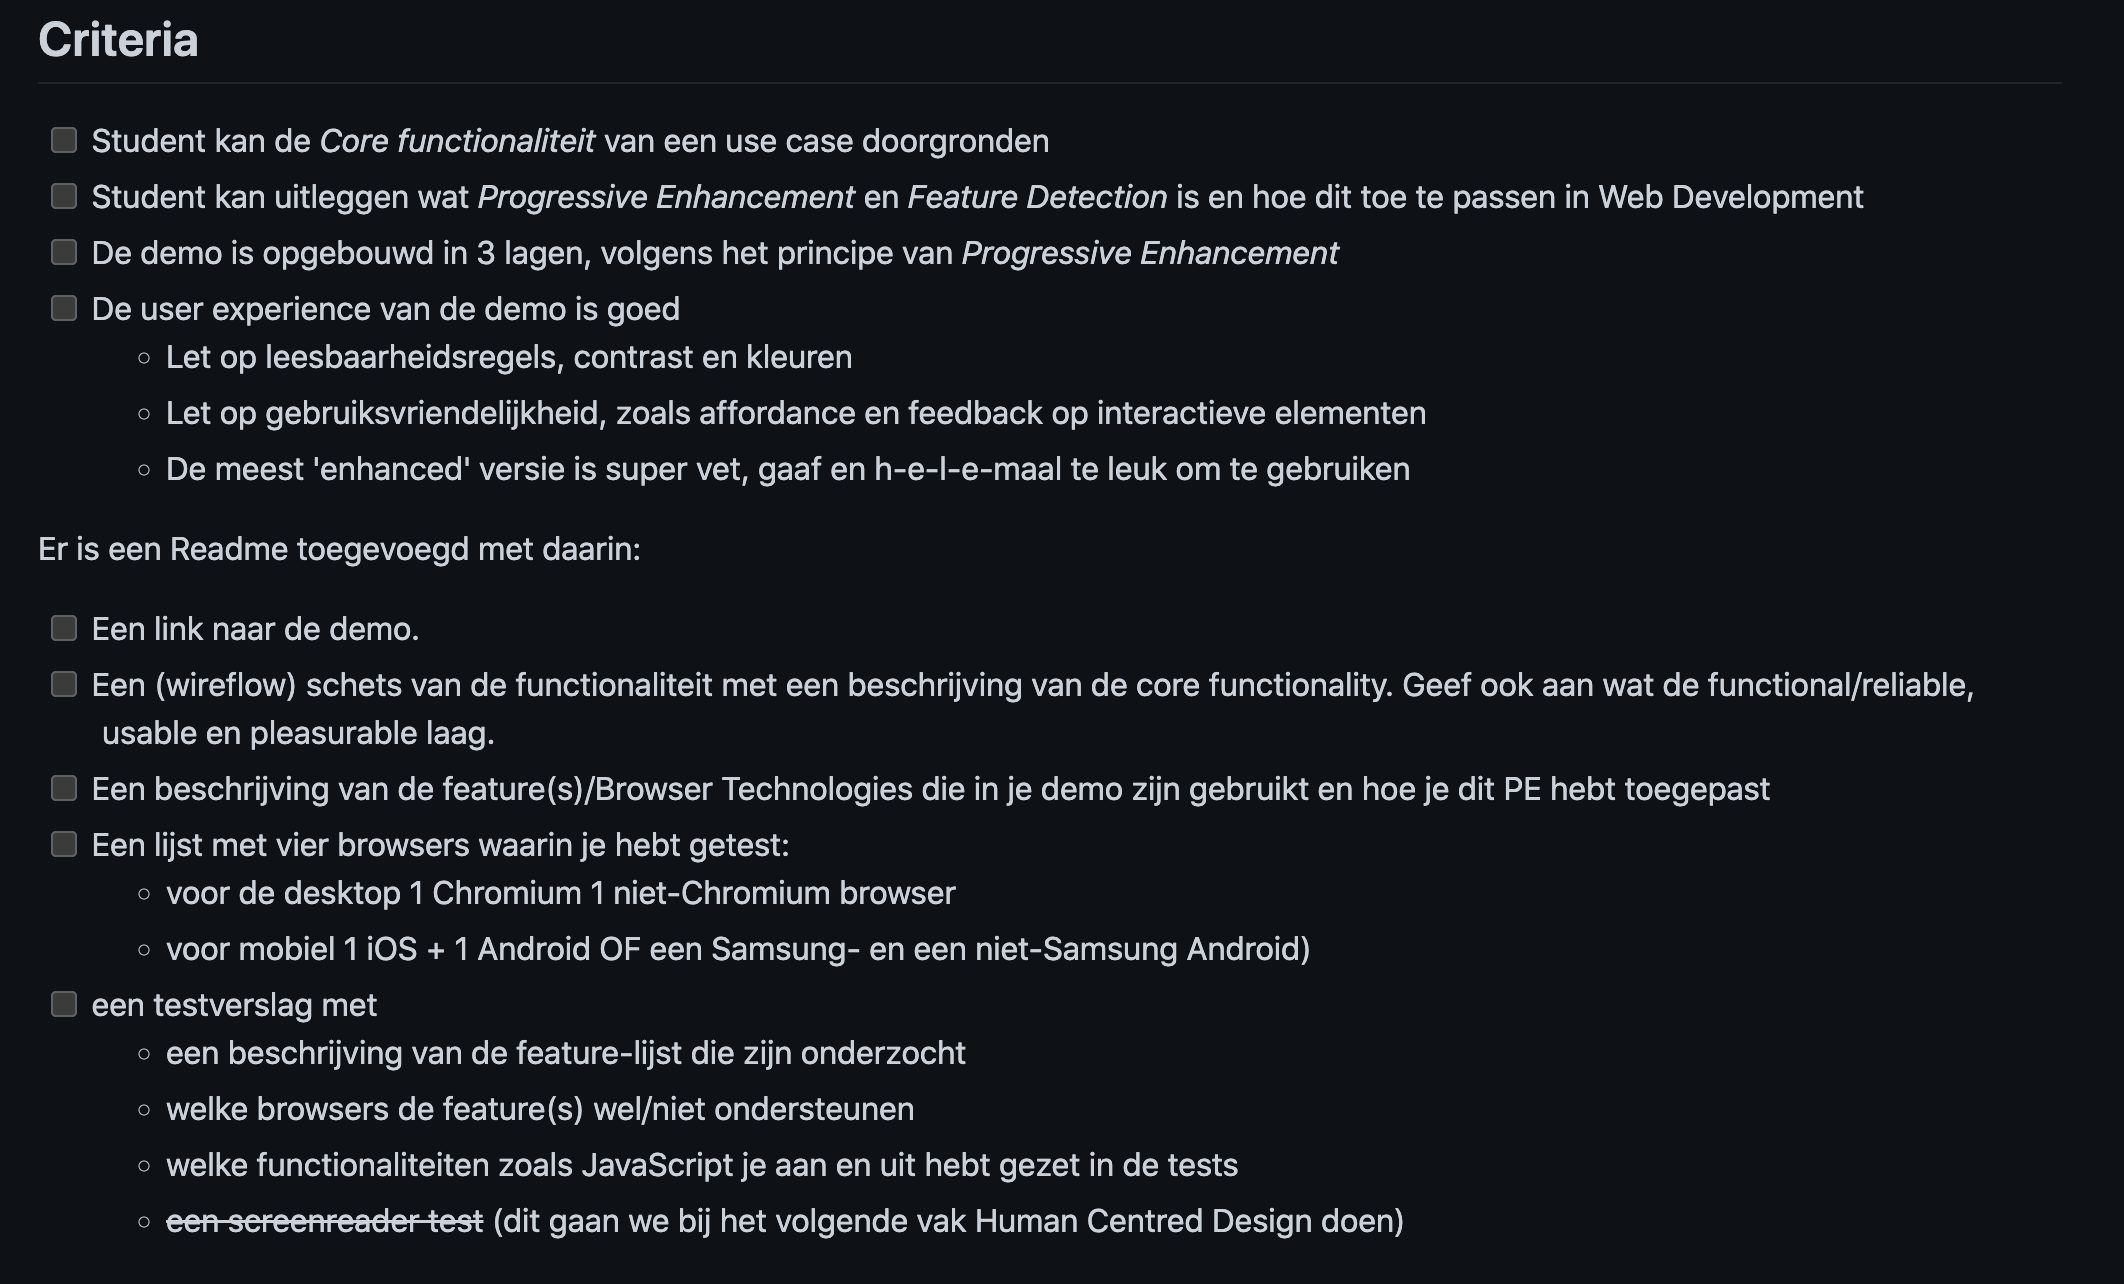 Criteria
Student kan de Core functionaliteit van een use case doorgronden
Student kan uitleggen wat Progressive Enhancement en Feature Detection is en hoe dit toe te passen in Web Development
De demo is opgebouwd in 3 lagen, volgens het principe van Progressive Enhancement
De user experience van de demo is goed
Let op leesbaarheidsregels, contrast en kleuren
Let op gebruiksvriendelijkheid, zoals affordance en feedback op interactieve elementen
De meest 'enhanced' versie is super vet, gaaf en h-e-l-e-maal te leuk om te gebruiken
Er is een Readme toegevoegd met daarin:
Een link naar de demo.
Een (wireflow) schets van de functionaliteit met een beschrijving van de core functionality. Geef ook aan wat de functional/reliable,
usable en pleasurable laag.
Een beschrijving van de feature(s)/Browser Technologies die in je demo zijn gebruikt en hoe je dit PE hebt toegepast
Een lijst met vier browsers waarin je hebt getest:
voor de desktop 1 Chromium 1 niet-Chromium browser
voor mobiel 1 iOS + 1 Android OF een Samsung- en een niet-Samsung Android)
een testverslag met
een beschrijving van de feature-lijst die zijn onderzocht
welke browsers de feature(s) wel/niet ondersteunen
welke functionaliteiten zoals JavaScript je aan en uit hebt gezet in de tests
een screenreader test (dit gaan we bij het volgende vak Human Centred Design doen)